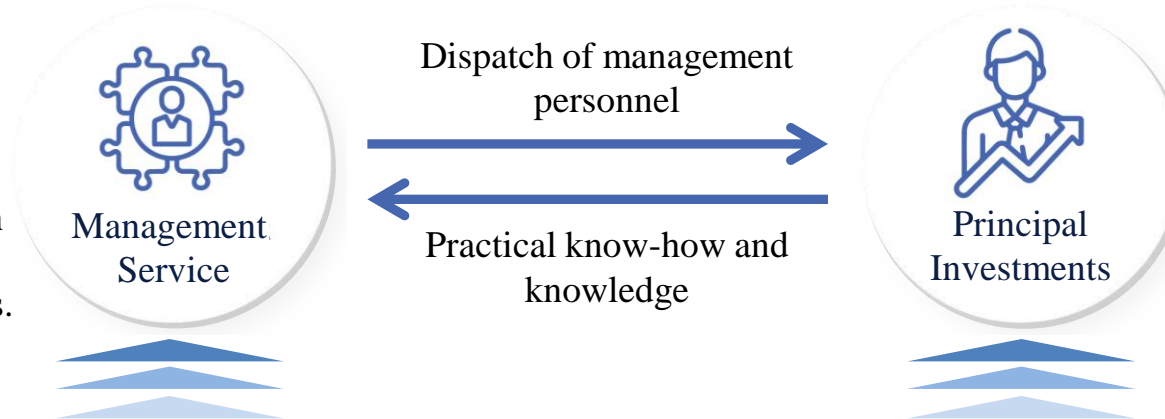 Dispatch of management
personnel
Management
Service
Practical know-how and
knowledge
Principal
Investments
s.